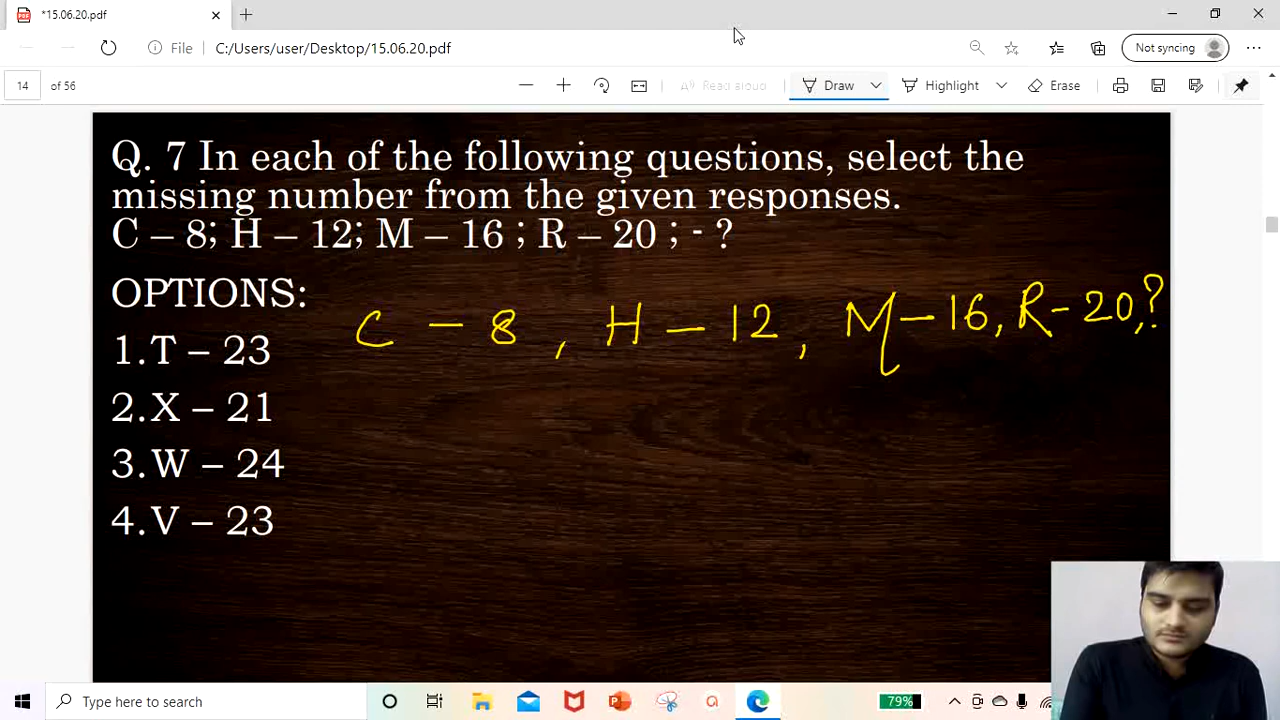 *15.06.20.pdf
File C:/Users/user/Desktop/15.06.20.pdf Not syncing
14 of 56 Read aloud Draw Highlight Erase
Q. 7 In each of the following questions, select the
missing number from the given responses.
C – 8; H – 12; M – 16 ; R – 20 ; - ?
OPTIONS:
C – 8, H – 12, M – 16, R - 20,?
1.T – 23
2.X – 21
3.W – 24
4.V – 23
Type here to search 79%